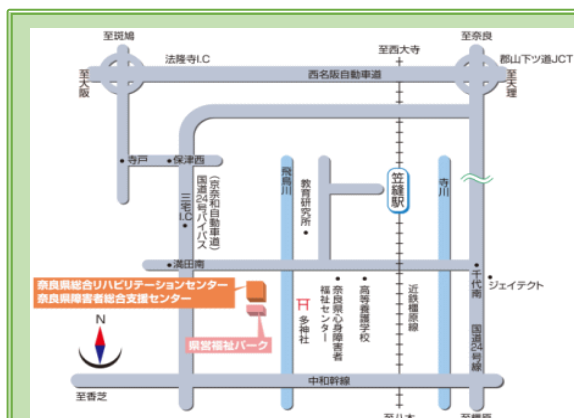 至斑鳩
法隆寺I.C
至西大寺
至奈良
郡山下ツ道JCT
至大阪
西名阪自動車道
至天理
寺戸
保津西
三宅I.C
国道24号バイパス
(京奈和自動車道)
飛鳥川
教育研究所
笠縫駅
寺川
満田南
千代南
ジェイテクト
奈良県総合リハビリテーションセンター
奈良県障害者総合支援センター
県営福祉パーク
多神社
奈良県心身障害者
福祉センター
高等養護学校
近鉄橿原線
国道24号線
N
中和幹線
至香芝
至八木
至橿原